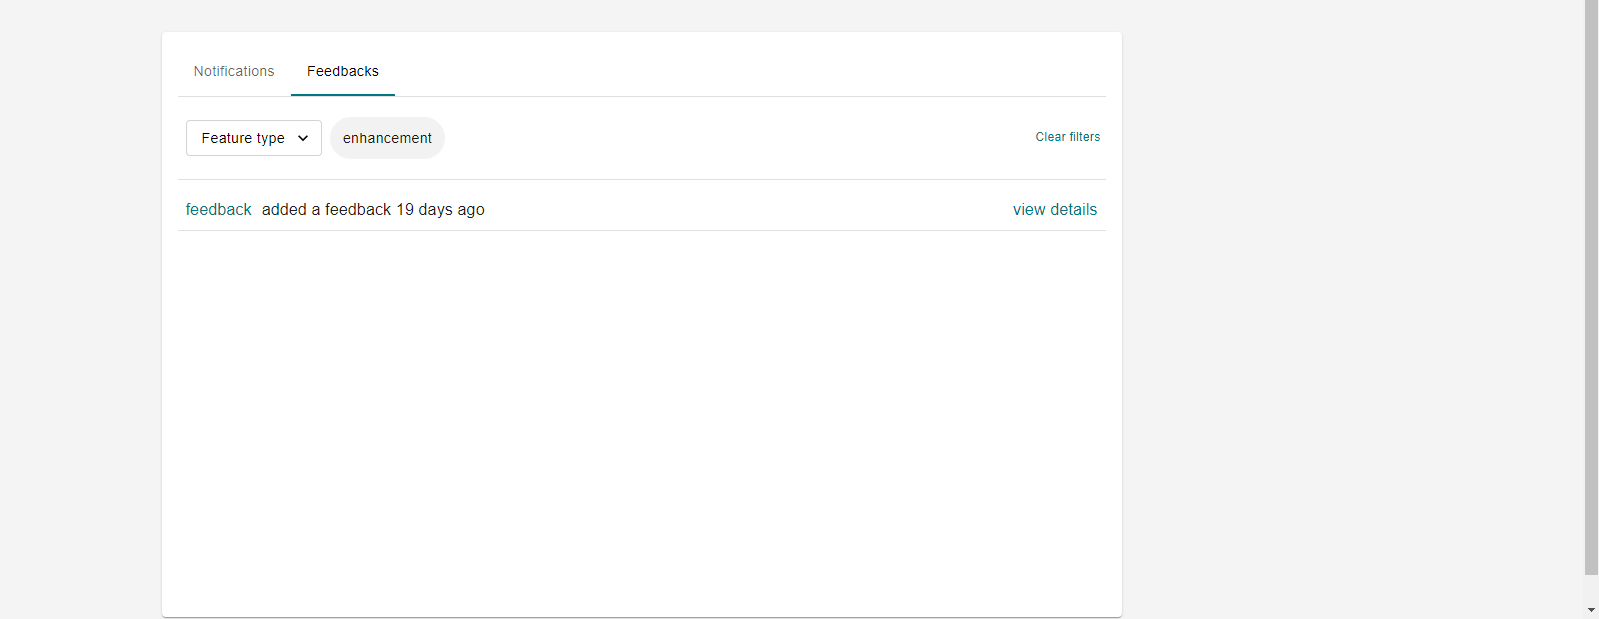 Notifications Feedbacks
Feature type enhancement Clear filters
feedback added a feedback 19 days ago view details